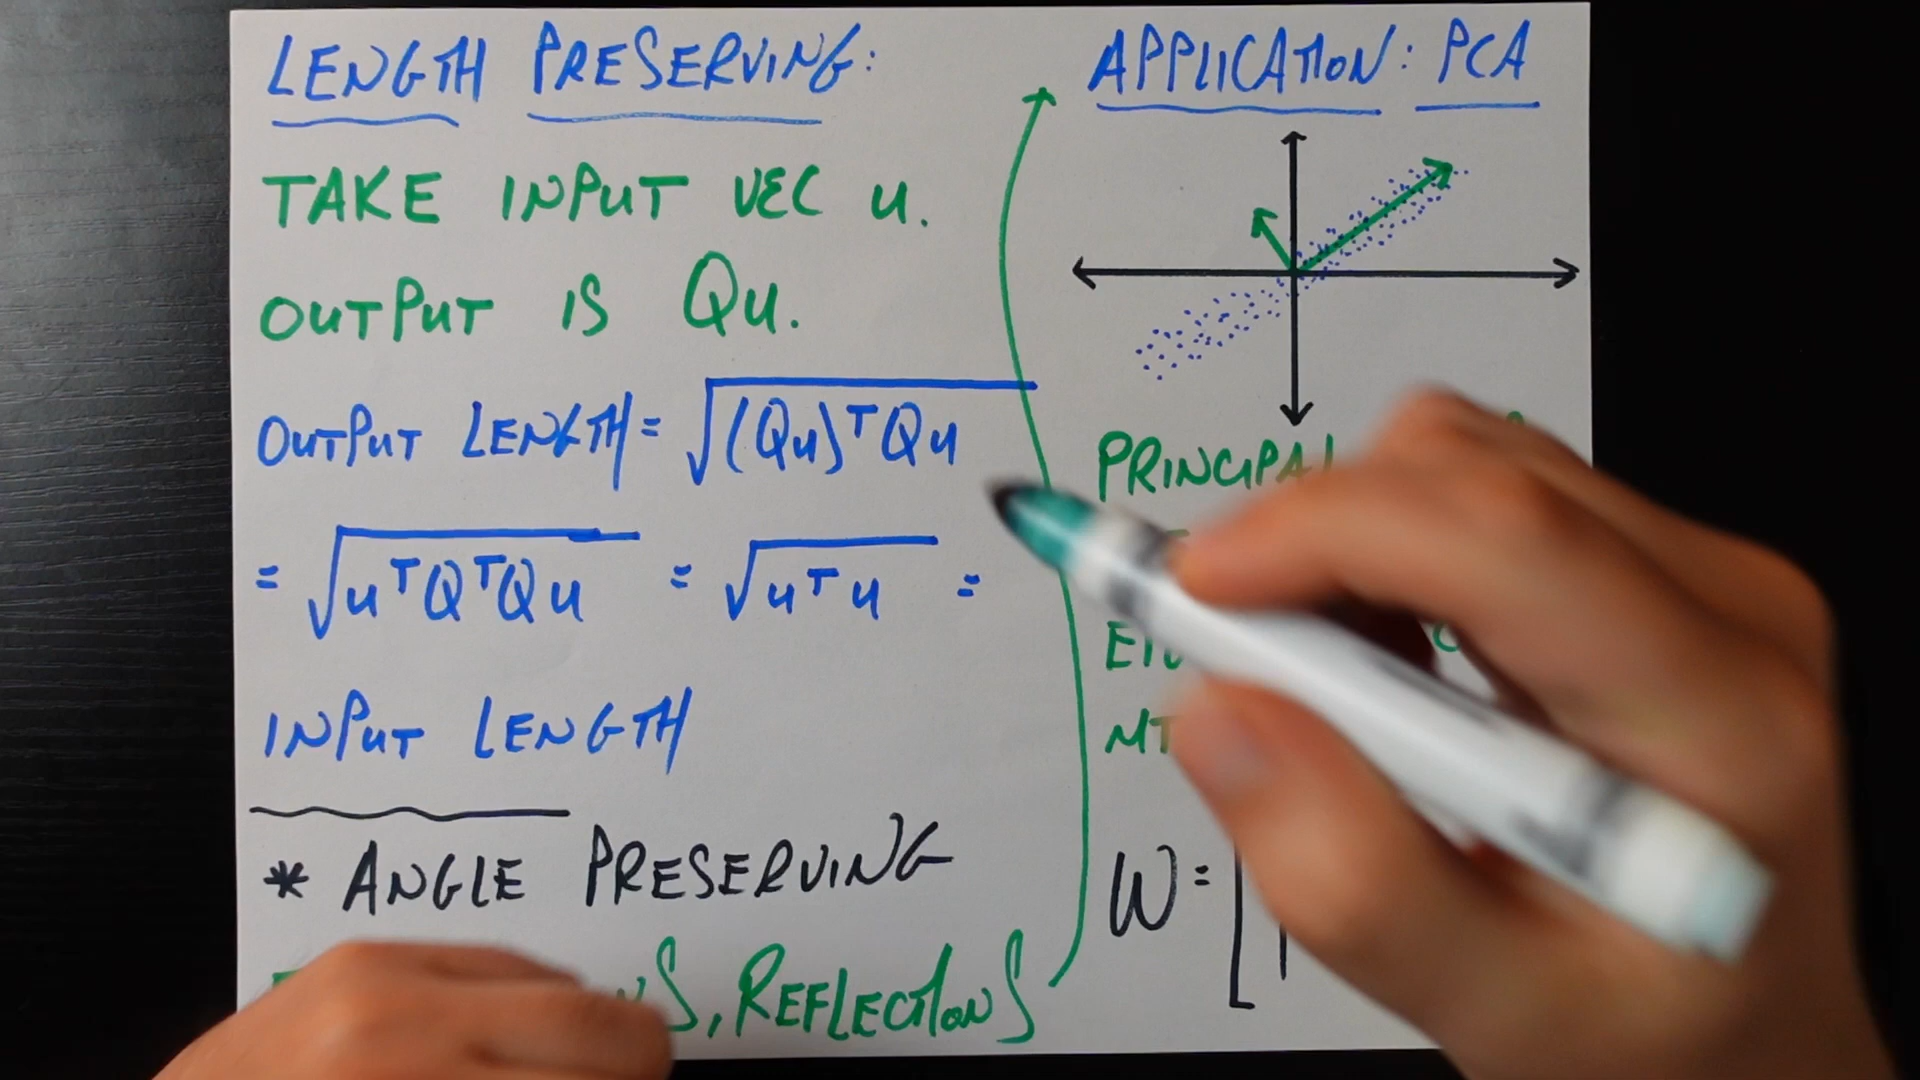 LENGTH PRESERVING:
TAKE INPUT VEC u.
OUTPUT IS Qu.
OUTPUT LENGTH = √(Qu)ᵀQu
= √uᵀQᵀQu = √uᵀu =
INPUT LENGTH
* ANGLE PRESERVING
, REFLECTIONS
APPLICATION: PCA
PRINCIPAL
W = [